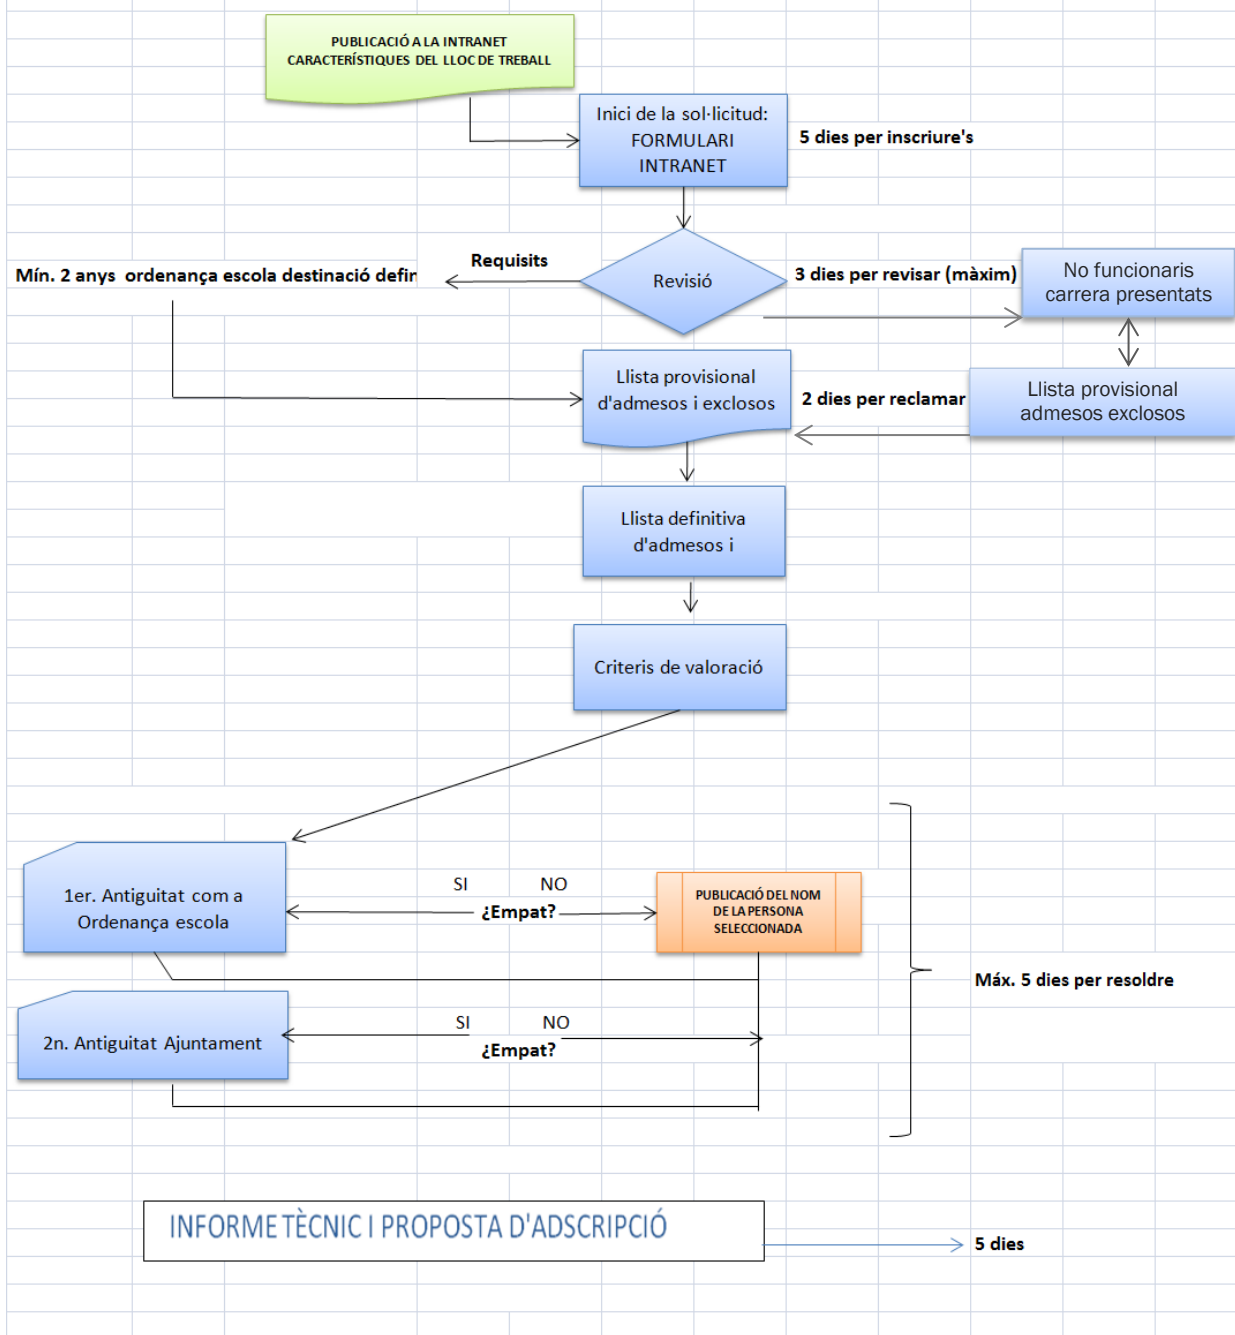 PUBLICACIÓ A LA INTRANET
CARACTERÍSTIQUES DEL LLOC DE TREBALL
Inici de la sol·licitud:
FORMULARI
INTRANET
5 dies per inscriure's
Requisits
Mín. 2 anys ordenança escola destinació defin
Revisió
3 dies per revisar (màxim)
No funcionaris
carrera presentats
Llista provisional
d'admesos i exclosos
2 dies per reclamar
Llista provisional
admesos exclosos
Llista definitiva
d'admesos i
Criteris de valoració
1er. Antiguitat com a
Ordenança escola
SI NO
¿Empat?
PUBLICACIÓ DEL NOM
DE LA PERSONA
SELECCIONADA
Máx. 5 dies per resoldre
2n. Antiguitat Ajuntament
SI NO
¿Empat?
INFORME TÈCNIC I PROPOSTA D'ADSCRIPCIÓ
5 dies